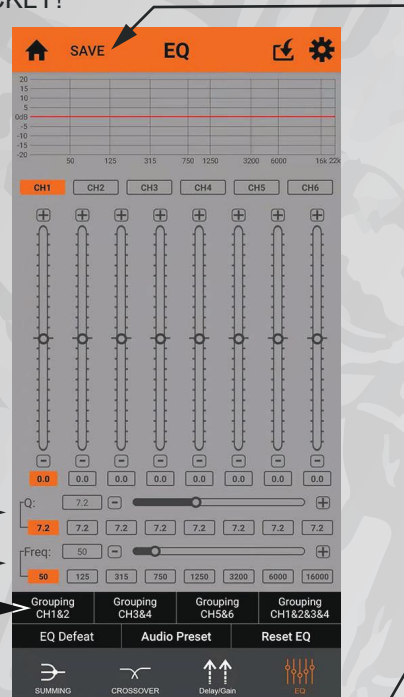 CKET!
SAVE EQ
20
15
10
5
0dB
-5
-10
-15
-20
50 125 315 750 1250 3200 6000 16k 22k
CH1 CH2 CH3 CH4 CH5 CH6
0.0 0.0 0.0 0.0 0.0 0.0 0.0 0.0
Q: 7.2
7.2 7.2 7.2 7.2 7.2 7.2 7.2 7.2
Freq: 50
50 125 315 750 1250 3200 6000 16000
Grouping CH1&2 Grouping CH3&4 Grouping CH5&6 Grouping CH1&2&3&4
EQ Defeat Audio Preset Reset EQ
SUMMING CROSSOVER Delay/Gain EQ